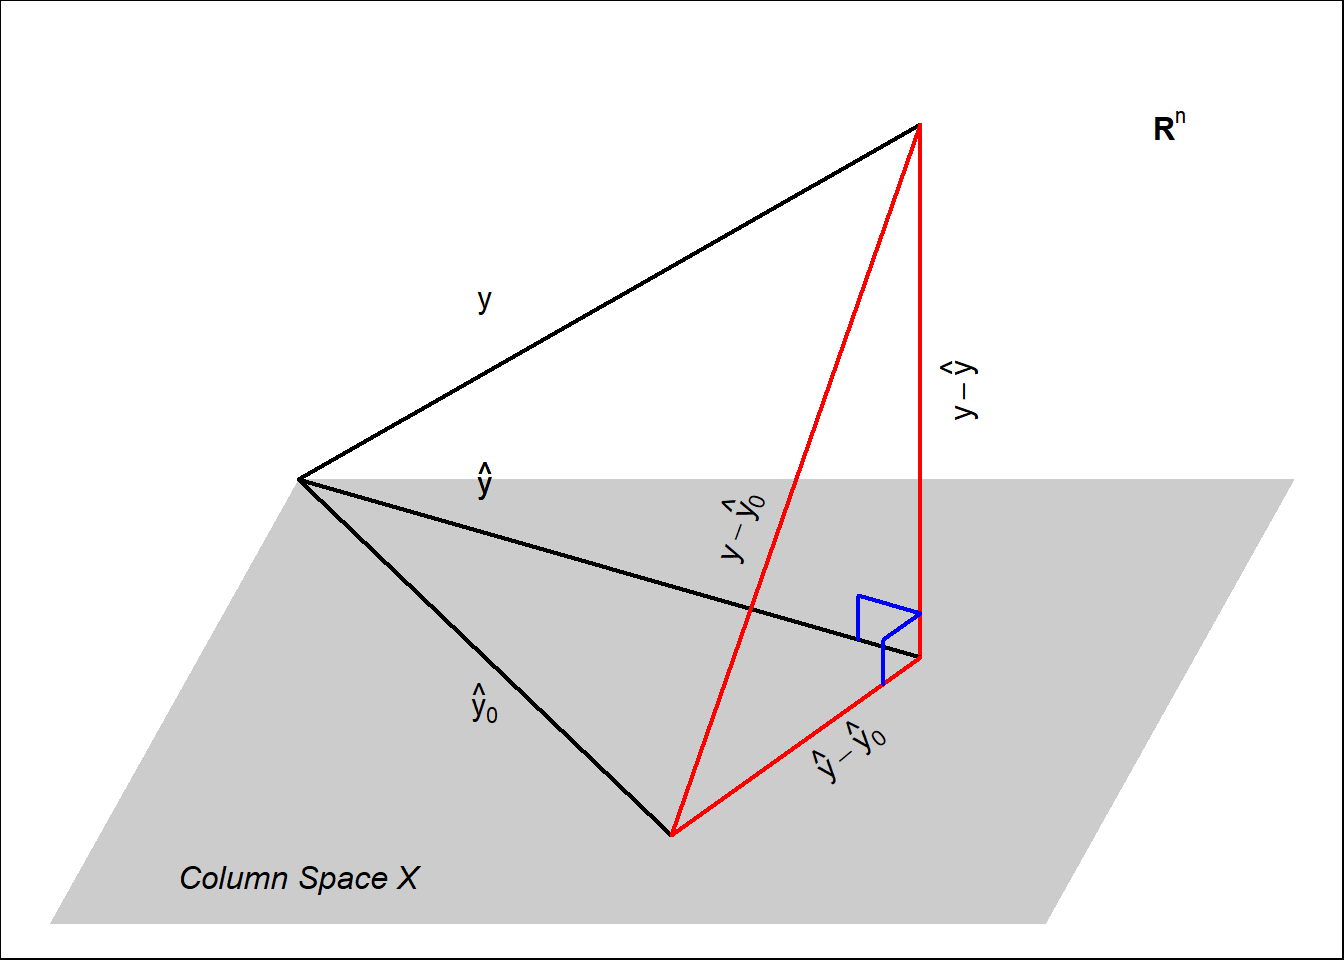 Rⁿ
y
y − ŷ
ŷ
y − ŷ₀
ŷ₀
ŷ − ŷ₀
Column Space X